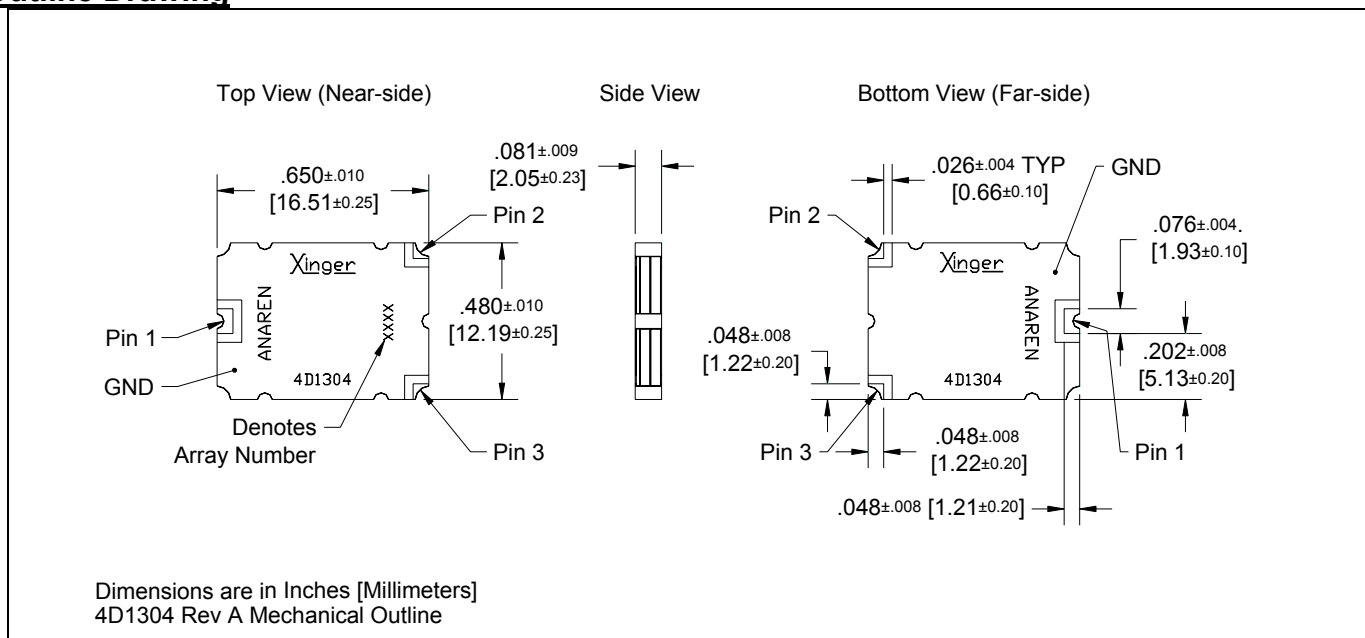 Outline Drawing
Top View (Near-side)
Side View
Bottom View (Far-side)
.650±.010
[16.51±0.25]
.081±.009
[2.05±0.23]
Pin 2
Xinger
ANAREN
XXXX
4D1304
.480±.010
[12.19±0.25]
Pin 1
GND
Denotes
Array Number
Pin 3
.026±.004 TYP
[0.66±0.10]
GND
Pin 2
.076±.004.
[1.93±0.10]
Xinger
ANAREN
4D1304
.048±.008
[1.22±0.20]
.202±.008
[5.13±0.20]
Pin 3
.048±.008
[1.22±0.20]
Pin 1
.048±.008 [1.21±0.20]
Dimensions are in Inches [Millimeters]
4D1304 Rev A Mechanical Outline